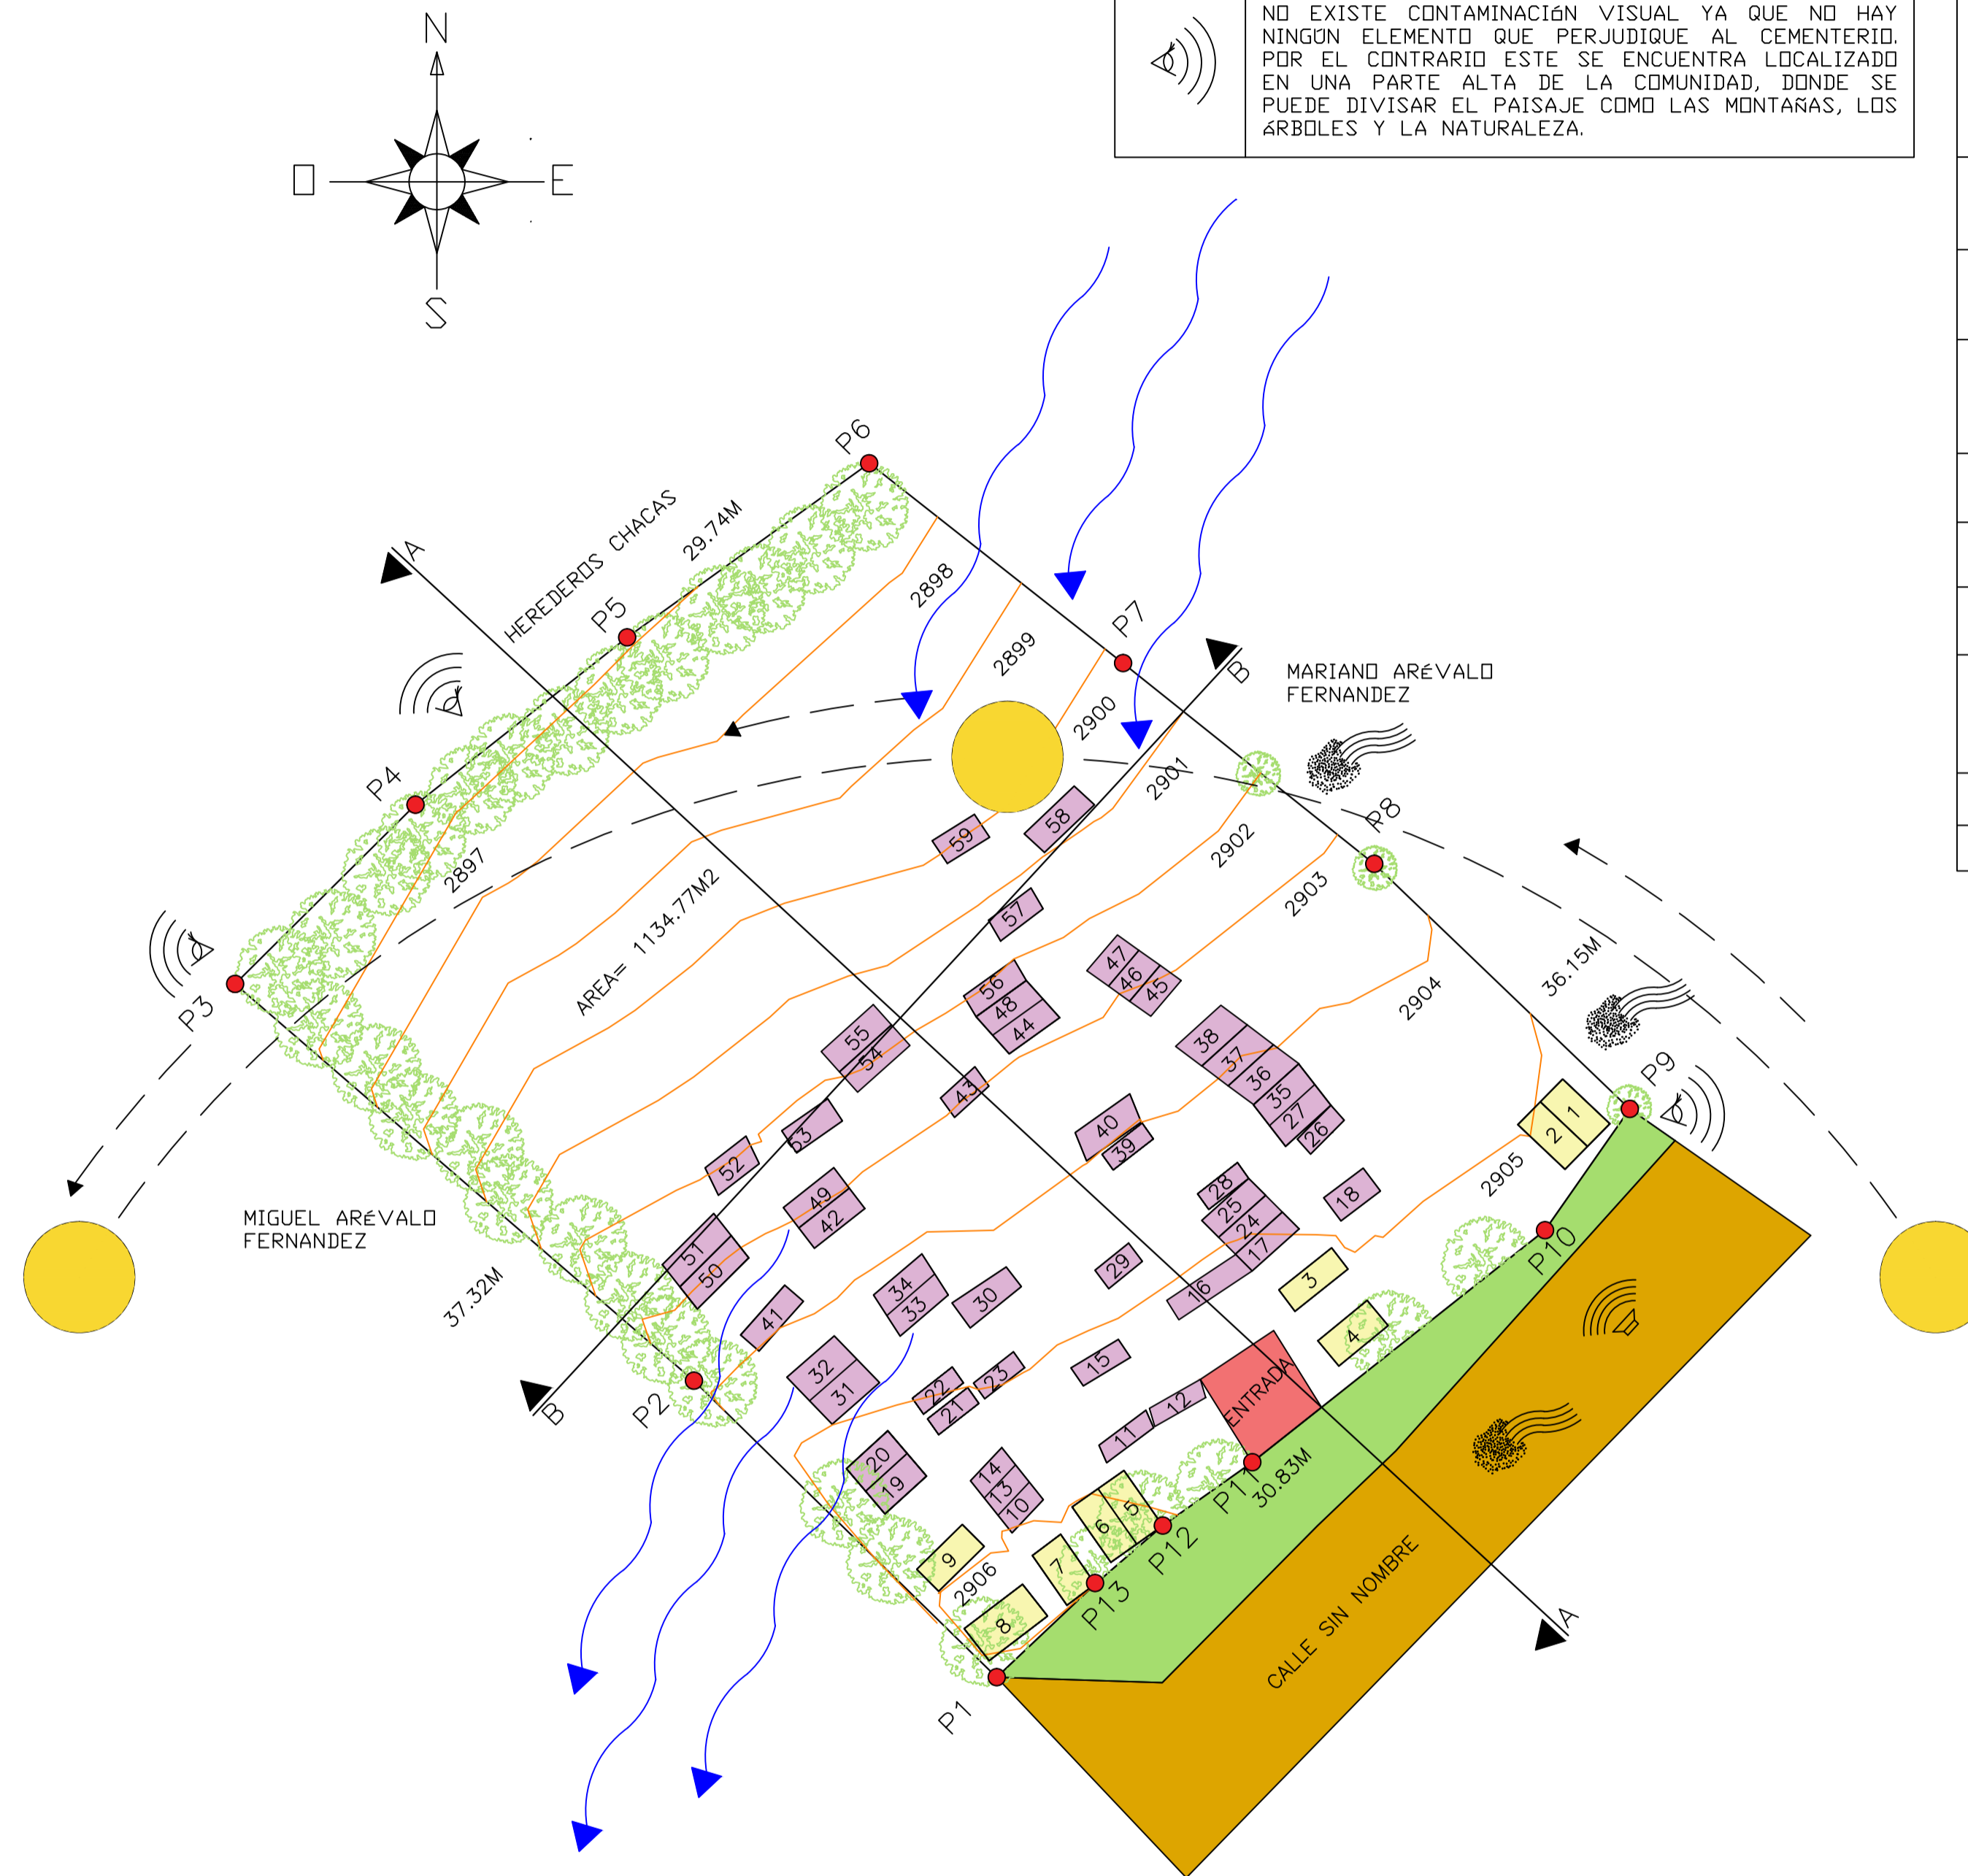 NO EXISTE CONTAMINACIóN VISUAL YA QUE NO HAY
NINGÚN ELEMENTO QUE PERJUDIQUE AL CEMENTERIO.
POR EL CONTRARIO ESTE SE ENCUENTRA LOCALIZADO
EN UNA PARTE ALTA DE LA COMUNIDAD, DONDE SE
PUEDE DIVISAR EL PAISAJE COMO LAS MONTAÑAS, LOS
áRBOLES Y LA NATURALEZA.
N
O
E
S
P6
HEREDEROS CHACAS
29.74M
A
P5
2898
P7
2899
B
MARIANO ARéVALO
FERNANDEZ
2900
P4
2901
P8
58
59
2902
2897
2903
AREA= 1134.77M2
57
36.15M
P3
47
46
45
2904
56
48
44
55
54
38
37
36
35
27
26
43
P9
1
2
40
39
53
52
2905
28
25
24
17
18
49
42
MIGUEL ARéVALO
FERNANDEZ
P10
51
50
29
16
3
37.32M
34
33
30
41
4
32
31
15
ENTRADA
22
21
23
12
11
B
P2
20
19
14
13
10
P11
30.83M
5
6
P12
9
7
2906
P13
8
CALLE SIN NOMBRE
A
P1